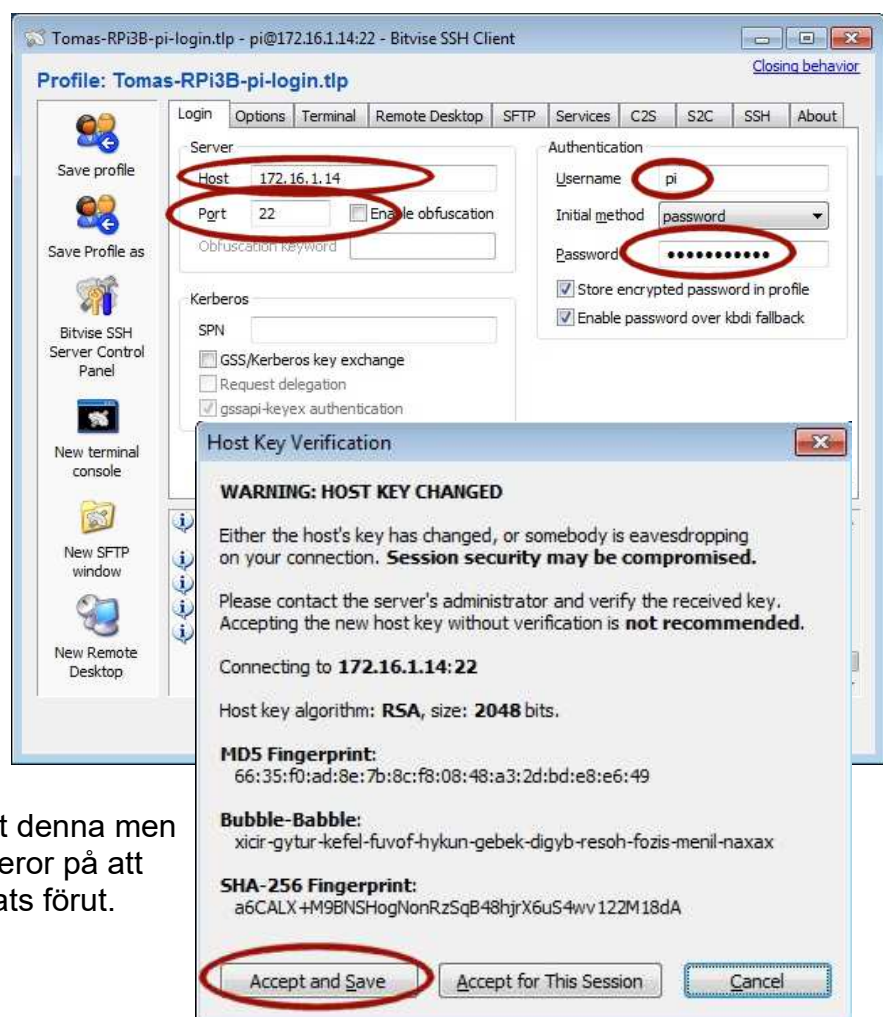 Tomas-RPi3B-pi-login.tlp - pi@172.16.1.14:22 - Bitvise SSH Client
Closing behavior
Profile: Tomas-RPi3B-pi-login.tlp
Save profile
Save Profile as
Bitvise SSH
Server Control
Panel
New terminal
console
New SFTP
window
New Remote
Desktop
Login Options Terminal Remote Desktop SFTP Services C2S S2C SSH About
Server
Host 172.16.1.14
Port 22 Enable obfuscation
Obfuscation keyword
Kerberos
SPN
GSS/Kerberos key exchange
Request delegation
gssapi-keyex authentication
Authentication
Username pi
Initial method password
Password
Store encrypted password in profile
Enable password over kbdi fallback
Host Key Verification
WARNING: HOST KEY CHANGED
Either the host's key has changed, or somebody is eavesdropping
on your connection. Session security may be compromised.
Please contact the server's administrator and verify the received key.
Accepting the new host key without verification is not recommended.
Connecting to 172.16.1.14:22
Host key algorithm: RSA, size: 2048 bits.
MD5 Fingerprint:
66:35:f0:ad:8e:7b:8c:f8:08:48:a3:2d:bd:e8:e6:49
Bubble-Babble:
xicir-gytur-kefel-fuvof-hykun-gebek-digyb-resoh-fozis-menil-naxax
SHA-256 Fingerprint:
a6CALX+M9BNSHogNonRzSqB48hjrX6uS4wv122M18dA
Accept and Save Accept for This Session Cancel
t denna men
eror på att
ats förut.